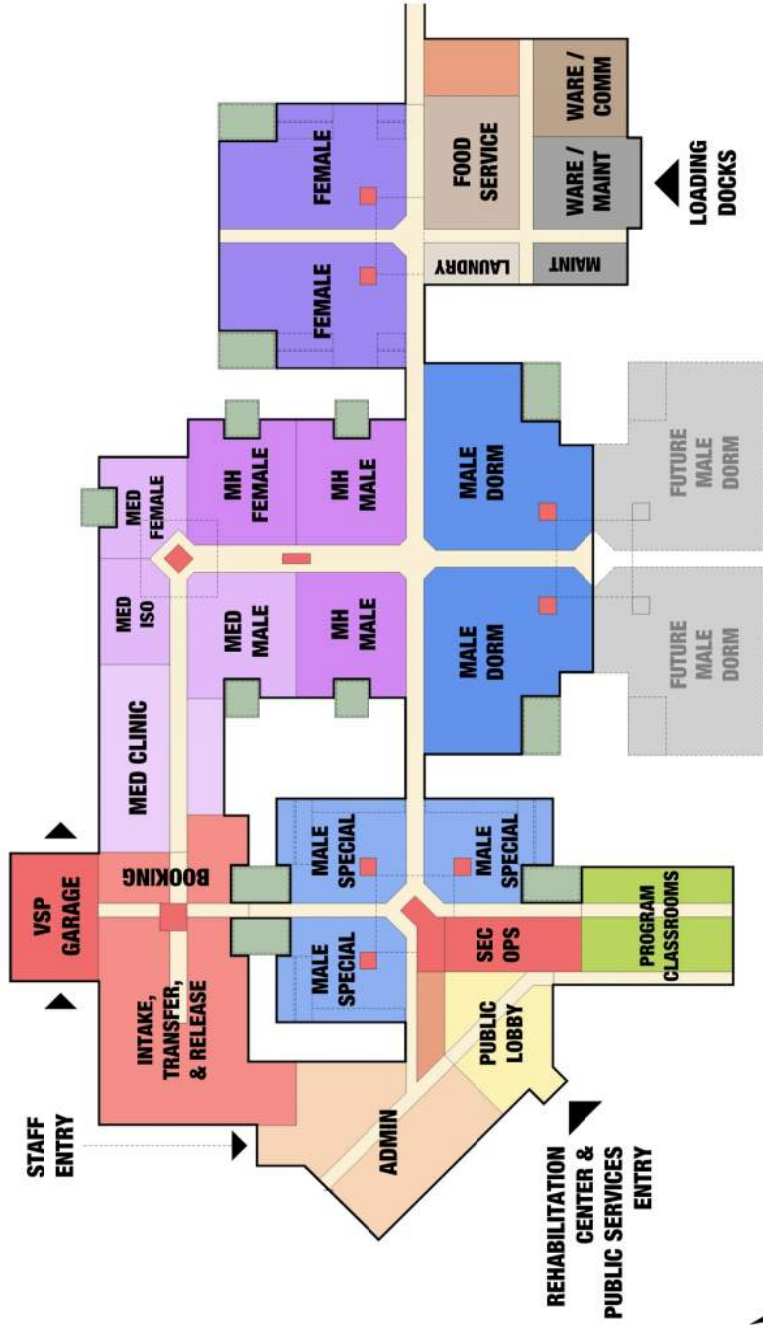 STAFF
ENTRY
VSP
GARAGE
INTAKE,
TRANSFER,
& RELEASE
BOOKING
MED CLINIC
MED
ISO
MED
FEMALE
MED
MALE
MH
FEMALE
MH
MALE
MH
MALE
FEMALE
FEMALE
MALE
SPECIAL
MALE
SPECIAL
MALE
SPECIAL
ADMIN
PUBLIC
LOBBY
SEC
OPS
PROGRAM
CLASSROOMS
MALE
DORM
MALE
DORM
FUTURE
MALE
DORM
FUTURE
MALE
DORM
LAUNDRY
FOOD
SERVICE
MAINT
WARE /
MAINT
WARE /
COMM
LOADING
DOCKS
REHABILITATION
CENTER &
PUBLIC SERVICES
ENTRY